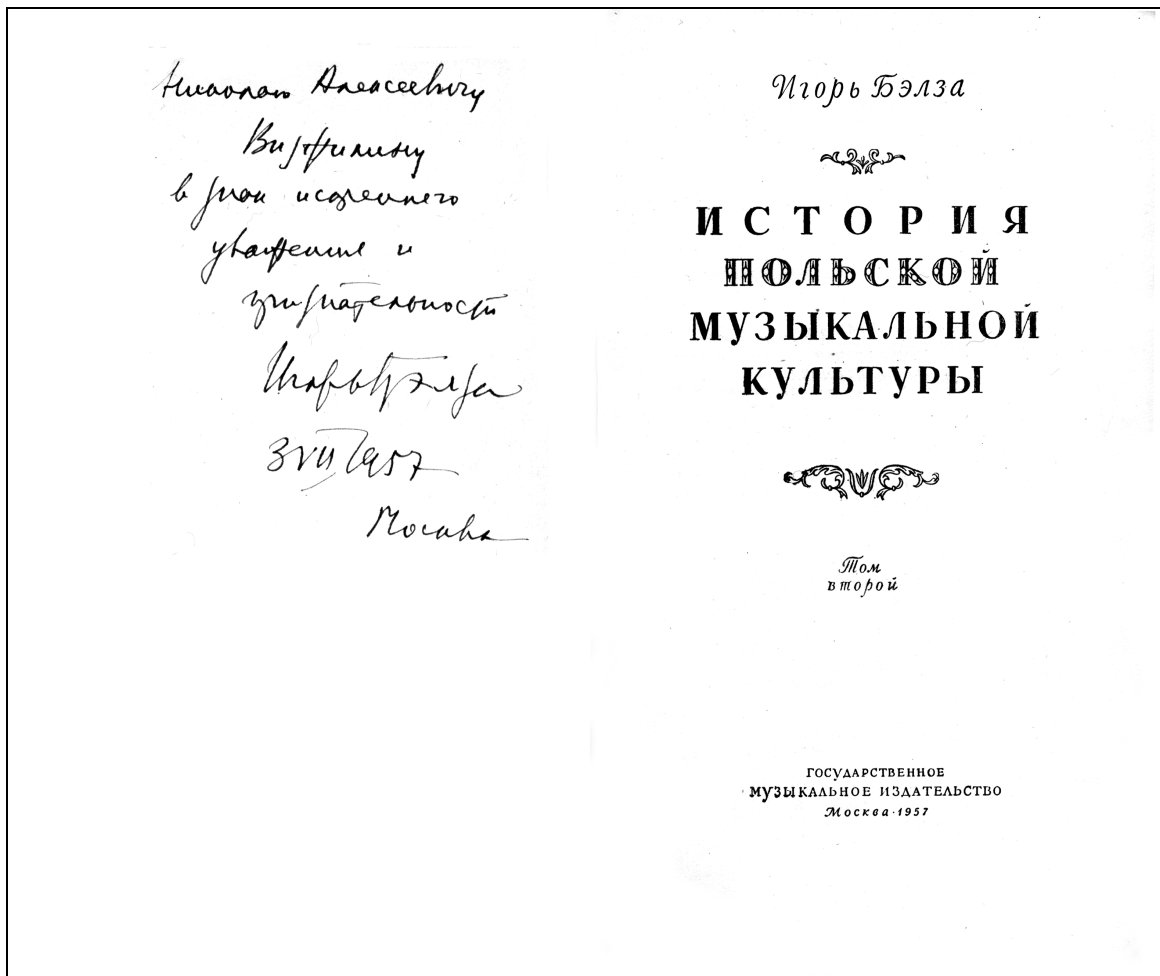 Николаю Алексеевичу
в знак искреннего
уважения и
признательности
Игорь Бэлза
3 VII 1957
Москва
Игорь Бэлза
ИСТОРИЯ
ПОЛЬСКОЙ
МУЗЫКАЛЬНОЙ
КУЛЬТУРЫ
Том
второй
ГОСУДАРСТВЕННОЕ
МУЗЫКАЛЬНОЕ ИЗДАТЕЛЬСТВО
Москва·1957